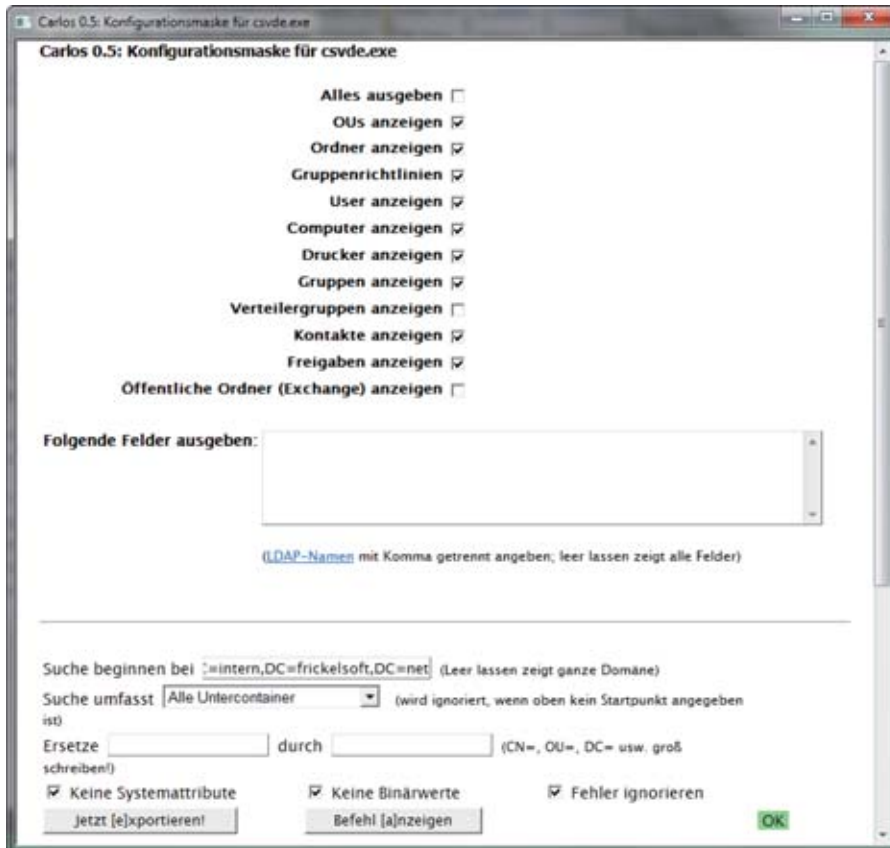 Carlos 0.5: Konfigurationsmaske für csvde.exe
Carlos 0.5: Konfigurationsmaske für csvde.exe
Alles ausgeben
OUs anzeigen
Ordner anzeigen
Gruppenrichtlinien
User anzeigen
Computer anzeigen
Drucker anzeigen
Gruppen anzeigen
Verteilergruppen anzeigen
Kontakte anzeigen
Freigaben anzeigen
Öffentliche Ordner (Exchange) anzeigen
Folgende Felder ausgeben:
(LDAP-Namen mit Komma getrennt angeben; leer lassen zeigt alle Felder)
Suche beginnen bei =intern,DC=frickelsoft,DC=net (Leer lassen zeigt ganze Domäne)
Suche umfasst Alle Untercontainer (wird ignoriert, wenn oben kein Startpunkt angegeben
ist)
Ersetze durch (CN=, OU=, DC= usw. groß
schreiben!)
Keine Systemattribute Keine Binärwerte Fehler ignorieren
Jetzt [e]xportieren! Befehl [a]nzeigen OK